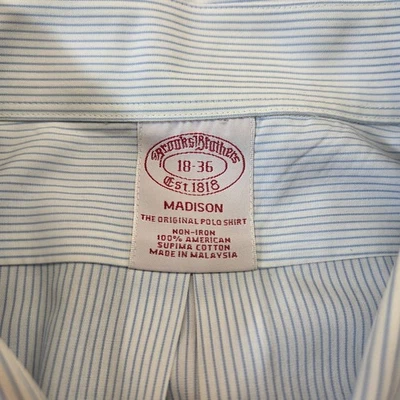 Brooks Brothers
18-36
Est. 1818
MADISON
THE ORIGINAL POLO SHIRT
NON-IRON
100% AMERICAN
SUPIMA COTTON
MADE IN MALAYSIA